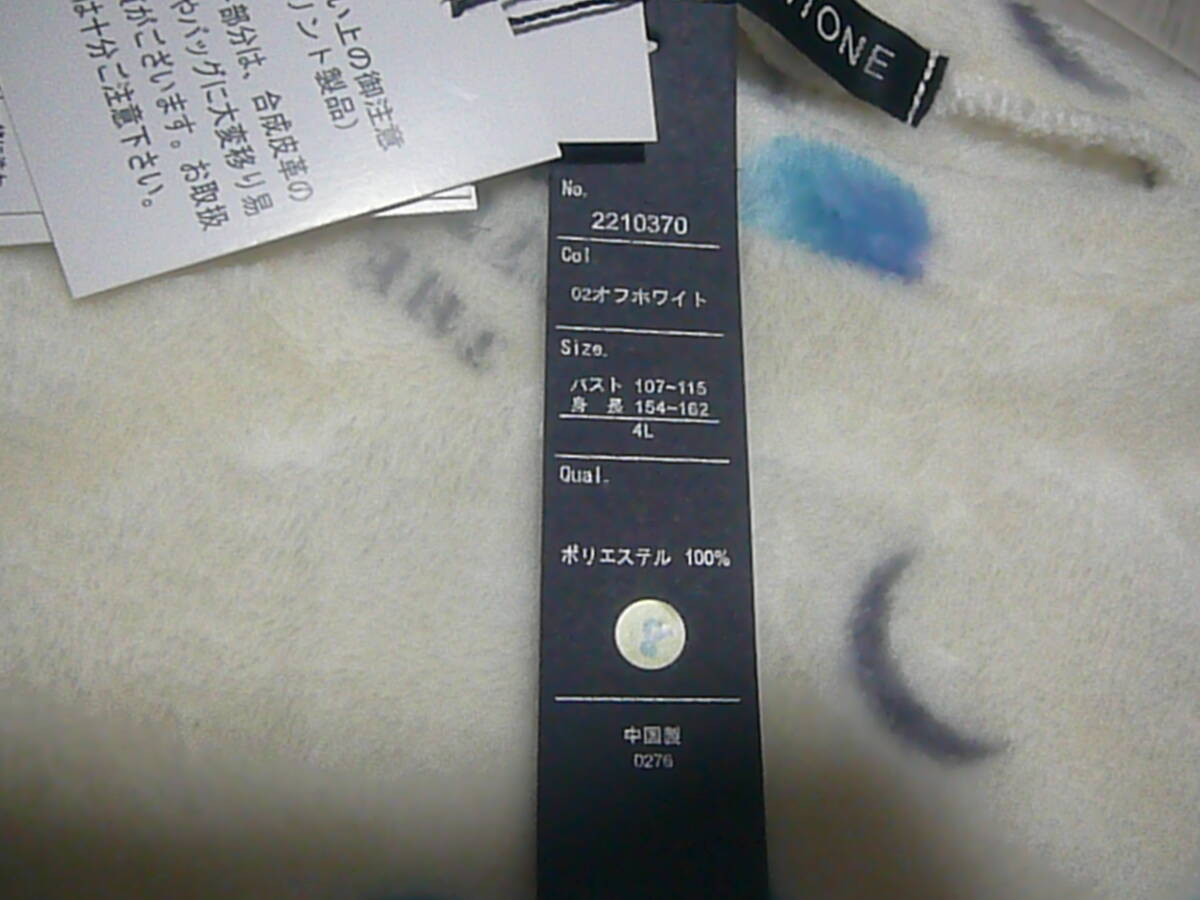 い上の御注意
リント製品）
部分は、合成皮革の
やバッグに大変移り易
がございます。お取扱
は十分ご注意下さい。
IONE
No.
2210370
Col
02オフホワイト
Size.
バスト 107~115
身 長 154~162
4L
Qual.
ポリエステル 100%
中国製
0276